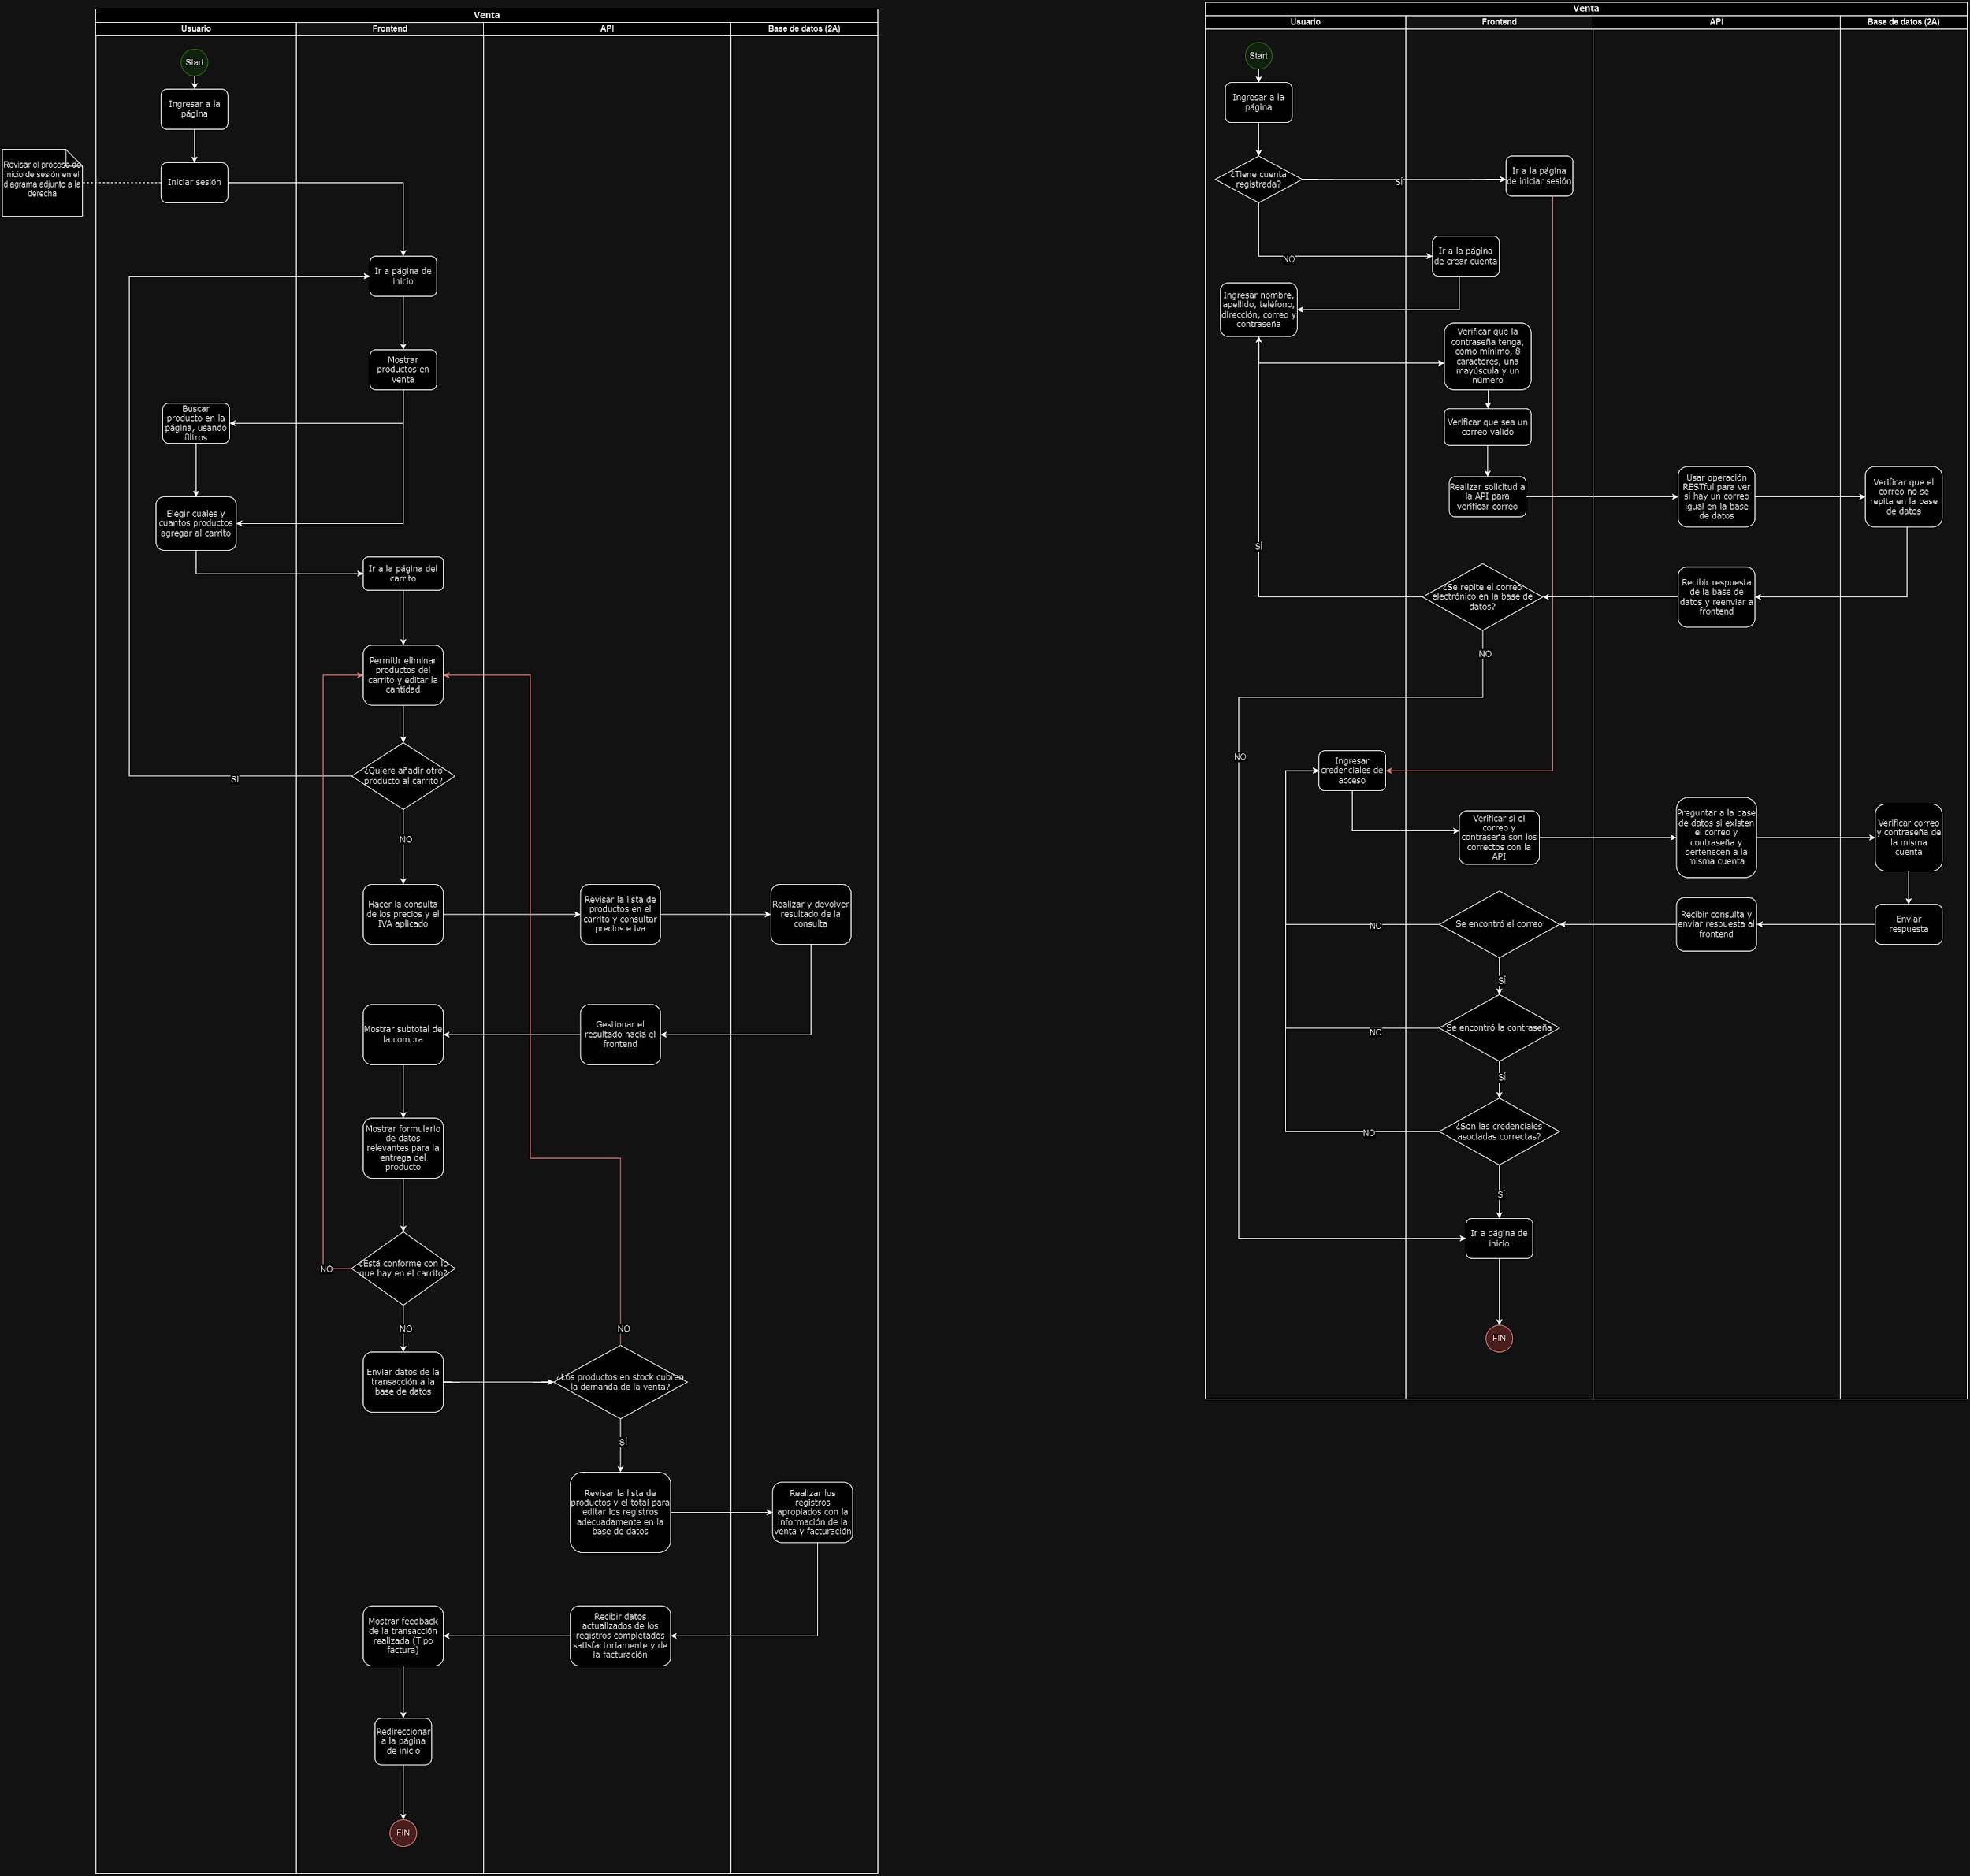 Venta
Usuario
Frontend
API
Base de datos (2A)
Start
Ingresar a la
página
Revisar el proceso de
inicio de sesión en el
diagrama adjunto a la
derecha
Iniciar sesión
Ir a página de
inicio
Mostrar
productos en
venta
Buscar
producto en la
página, usando
filtros
Elegir cuales y
cuantos productos
agregar al carrito
Ir a la página del
carrito
Permitir eliminar
productos del
carrito y editar la
cantidad
¿Quiere añadir otro
producto al carrito?
SÍ
NO
Hacer la consulta
de los precios y el
IVA aplicado
Revisar la lista de
productos en el
carrito y consultar
precios e iva
Realizar y devolver
resultado de la
consulta
Mostrar subtotal de
la compra
Gestionar el
resultado hacia el
frontend
Mostrar formulario
de datos
relevantes para la
entrega del
producto
¿Está conforme con lo
que hay en el carrito?
NO
NO
NO
Enviar datos de la
transacción a la
base de datos
¿Los productos en stock cubren
la demanda de la venta?
SÍ
Revisar la lista de
productos y el total para
editar los registros
adecuadamente en la
base de datos
Realizar los
registros
apropiados con la
información de la
venta y facturación
Mostrar feedback
de la transacción
realizada (Tipo
factura)
Recibir datos
actualizados de los
registros completados
satisfactoriamente y de
la facturación
Redireccionar
a la página
de inicio
FIN
Venta
Usuario
Frontend
API
Base de datos (2A)
Start
Ingresar a la
página
¿Tiene cuenta
registrada?
SÍ
Ir a la página
de iniciar sesión
NO
Ir a la página
de crear cuenta
Ingresar nombre,
apellido, teléfono,
dirección, correo y
contraseña
Verificar que la
contraseña tenga,
como mínimo, 8
caracteres, una
mayúscula y un
número
Verificar que sea un
correo válido
Realizar solicitud a
la API para
verificar correo
Usar operación
RESTful para ver
si hay un correo
igual en la base
de datos
Verificar que el
correo no se
repita en la base
de datos
SÍ
¿Se repite el correo
electrónico en la base de
datos?
Recibir respuesta
de la base de
datos y reenviar a
frontend
NO
NO
Ingresar
credenciales de
acceso
Verificar si el
correo y
contraseña son los
correctos con la
API
Preguntar a la base
de datos si existen
el correo y
contraseña y
pertenecen a la
misma cuenta
Verificar correo
y contraseña de
la misma
cuenta
NO
Se encontró el correo
Recibir consulta y
enviar respuesta al
frontend
Enviar
respuesta
SÍ
NO
Se encontró la contraseña
SÍ
NO
¿Son las credenciales
asociadas correctas?
SÍ
Ir a página de
inicio
FIN